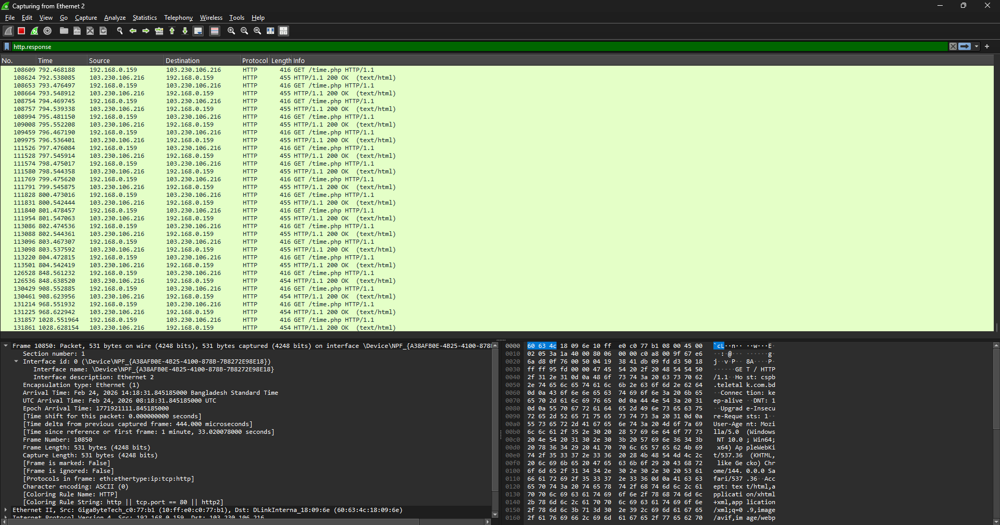 Capturing from Ethernet 2
File Edit View Go Capture Analyze Statistics Telephony Wireless Tools Help
http.response
No. Time Source Destination Protocol Length Info
108609 792.468188 192.168.0.159 103.230.106.216 HTTP 416 GET /time.php HTTP/1.1
108624 792.538085 103.230.106.216 192.168.0.159 HTTP 455 HTTP/1.1 200 OK (text/html)
108653 793.476497 192.168.0.159 103.230.106.216 HTTP 416 GET /time.php HTTP/1.1
108664 793.548912 103.230.106.216 192.168.0.159 HTTP 455 HTTP/1.1 200 OK (text/html)
108754 794.469745 192.168.0.159 103.230.106.216 HTTP 416 GET /time.php HTTP/1.1
108757 794.539338 103.230.106.216 192.168.0.159 HTTP 455 HTTP/1.1 200 OK (text/html)
108994 795.481150 192.168.0.159 103.230.106.216 HTTP 416 GET /time.php HTTP/1.1
109008 795.552208 103.230.106.216 192.168.0.159 HTTP 455 HTTP/1.1 200 OK (text/html)
109459 796.467190 192.168.0.159 103.230.106.216 HTTP 416 GET /time.php HTTP/1.1
109975 796.536401 103.230.106.216 192.168.0.159 HTTP 455 HTTP/1.1 200 OK (text/html)
111526 797.476084 192.168.0.159 103.230.106.216 HTTP 416 GET /time.php HTTP/1.1
111528 797.545914 103.230.106.216 192.168.0.159 HTTP 455 HTTP/1.1 200 OK (text/html)
111574 798.475017 192.168.0.159 103.230.106.216 HTTP 416 GET /time.php HTTP/1.1
111580 798.544358 103.230.106.216 192.168.0.159 HTTP 455 HTTP/1.1 200 OK (text/html)
111769 799.475620 192.168.0.159 103.230.106.216 HTTP 416 GET /time.php HTTP/1.1
111791 799.545875 103.230.106.216 192.168.0.159 HTTP 455 HTTP/1.1 200 OK (text/html)
111828 800.473016 192.168.0.159 103.230.106.216 HTTP 416 GET /time.php HTTP/1.1
111831 800.542444 103.230.106.216 192.168.0.159 HTTP 455 HTTP/1.1 200 OK (text/html)
111840 801.478457 192.168.0.159 103.230.106.216 HTTP 416 GET /time.php HTTP/1.1
111954 801.547063 103.230.106.216 192.168.0.159 HTTP 455 HTTP/1.1 200 OK (text/html)
113086 802.474536 192.168.0.159 103.230.106.216 HTTP 416 GET /time.php HTTP/1.1
113088 802.544361 103.230.106.216 192.168.0.159 HTTP 455 HTTP/1.1 200 OK (text/html)
113096 803.467307 192.168.0.159 103.230.106.216 HTTP 416 GET /time.php HTTP/1.1
113098 803.537592 103.230.106.216 192.168.0.159 HTTP 455 HTTP/1.1 200 OK (text/html)
113220 804.472815 192.168.0.159 103.230.106.216 HTTP 416 GET /time.php HTTP/1.1
113501 804.542419 103.230.106.216 192.168.0.159 HTTP 455 HTTP/1.1 200 OK (text/html)
126528 848.561232 192.168.0.159 103.230.106.216 HTTP 416 GET /time.php HTTP/1.1
126536 848.638520 103.230.106.216 192.168.0.159 HTTP 454 HTTP/1.1 200 OK (text/html)
130429 908.552885 192.168.0.159 103.230.106.216 HTTP 416 GET /time.php HTTP/1.1
130461 908.623956 103.230.106.216 192.168.0.159 HTTP 454 HTTP/1.1 200 OK (text/html)
131214 968.551932 192.168.0.159 103.230.106.216 HTTP 416 GET /time.php HTTP/1.1
131225 968.622942 103.230.106.216 192.168.0.159 HTTP 454 HTTP/1.1 200 OK (text/html)
131857 1028.551964 192.168.0.159 103.230.106.216 HTTP 416 GET /time.php HTTP/1.1
131861 1028.628154 103.230.106.216 192.168.0.159 HTTP 454 HTTP/1.1 200 OK (text/html)
Frame 10850: Packet, 531 bytes on wire (4248 bits), 531 bytes captured (4248 bits) on interface \Device\NPF_{A38AFB0E-4B25-4100-878
Section number: 1
Interface id: 0 (\Device\NPF_{A38AFB0E-4B25-4100-878B-7B8272E98E18})
Interface name: \Device\NPF_{A38AFB0E-4B25-4100-878B-7B8272E98E18}
Interface description: Ethernet 2
Encapsulation type: Ethernet (1)
Arrival Time: Feb 24, 2026 14:18:31.845185000 Bangladesh Standard Time
UTC Arrival Time: Feb 24, 2026 08:18:31.845185000 UTC
Epoch Arrival Time: 1771921111.845185000
[Time shift for this packet: 0.000000000 seconds]
[Time delta from previous captured frame: 444.000 microseconds]
[Time since reference or first frame: 1 minute, 33.020078000 seconds]
Frame Number: 10850
Frame Length: 531 bytes (4248 bits)
Capture Length: 531 bytes (4248 bits)
[Frame is marked: False]
[Frame is ignored: False]
[Protocols in frame: eth:ethertype:ip:tcp:http]
Character encoding: ASCII (0)
[Coloring Rule Name: HTTP]
[Coloring Rule String: http || tcp.port == 80 || http2]
Ethernet II, Src: GigaByteTech_c0:77:b1 (10:ff:e0:c0:77:b1), Dst: DLinkInterna_18:09:6e (60:63:4c:18:09:6e)
Internet Protocol Version 4, Src: 192.168.0.159, Dst: 103.230.106.216
0000 60 63 4c 18 09 6e 10 ff e0 c0 77 b1 08 00 45 00 `cL··n·· ··w···E·
0010 02 05 3a 1a 40 00 80 06 00 00 c0 a8 00 9f 67 e6 ··:·@··· ······g·
0020 6a d8 0f 76 00 50 04 19 38 41 db 09 fd d3 50 18 j··v·P·· 8A····P·
0030 ff ff 95 fd 00 00 47 45 54 20 2f 20 48 54 54 50 ······GE T / HTTP
0040 2f 31 2e 31 0d 0a 48 6f 73 74 3a 20 63 73 70 62 /1.1··Ho st: cspb
0050 2e 74 65 6c 65 74 61 6c 6b 2e 63 6f 6d 2e 62 64 .teletal k.com.bd
0060 0d 0a 43 6f 6e 6e 65 63 74 69 6f 6e 3a 20 6b 65 ··Connec tion: ke
0070 65 70 2d 61 6c 69 76 65 0d 0a 44 4e 54 3a 20 31 ep-alive ··DNT: 1
0080 0d 0a 55 70 67 72 61 64 65 2d 49 6e 73 65 63 75 ··Upgrad e-Insecu
0090 72 65 2d 52 65 71 75 65 73 74 73 3a 20 31 0d 0a re-Reque sts: 1··
00a0 55 73 65 72 2d 41 67 65 6e 74 3a 20 4d 6f 7a 69 User-Age nt: Mozi
00b0 6c 6c 61 2f 35 2e 30 20 28 57 69 6e 64 6f 77 73 lla/5.0 (Windows
00c0 20 4e 54 20 31 30 2e 30 3b 20 57 69 6e 36 34 3b NT 10.0 ; Win64;
00d0 20 78 36 34 29 20 41 70 70 6c 65 57 65 62 4b 69 x64) Ap pleWebKi
00e0 74 2f 35 33 37 2e 33 36 20 28 4b 48 54 4d 4c 2c t/537.36 (KHTML,
00f0 20 6c 69 6b 65 20 47 65 63 6b 6f 29 20 43 68 72 like Ge cko) Chr
0100 6f 6d 65 2f 31 34 34 2e 30 2e 30 2e 30 20 53 61 ome/144. 0.0.0 Sa
0110 66 61 72 69 2f 35 33 37 2e 33 36 0d 0a 41 63 63 fari/537 .36··Acc
0120 65 70 74 3a 20 74 65 78 74 2f 68 74 6d 6c 2c 61 ept: tex t/html,a
0130 70 70 6c 69 63 61 74 69 6f 6e 2f 78 68 74 6d 6c pplicati on/xhtml
0140 2b 78 6d 6c 2c 61 70 70 6c 69 63 61 74 69 6f 6e +xml,app lication
0150 2f 78 6d 6c 3b 71 3d 30 2e 39 2c 69 6d 61 67 65 /xml;q=0 .9,image
0160 2f 61 76 69 66 2c 69 6d 61 67 65 2f 77 65 62 70 /avif,im age/webp